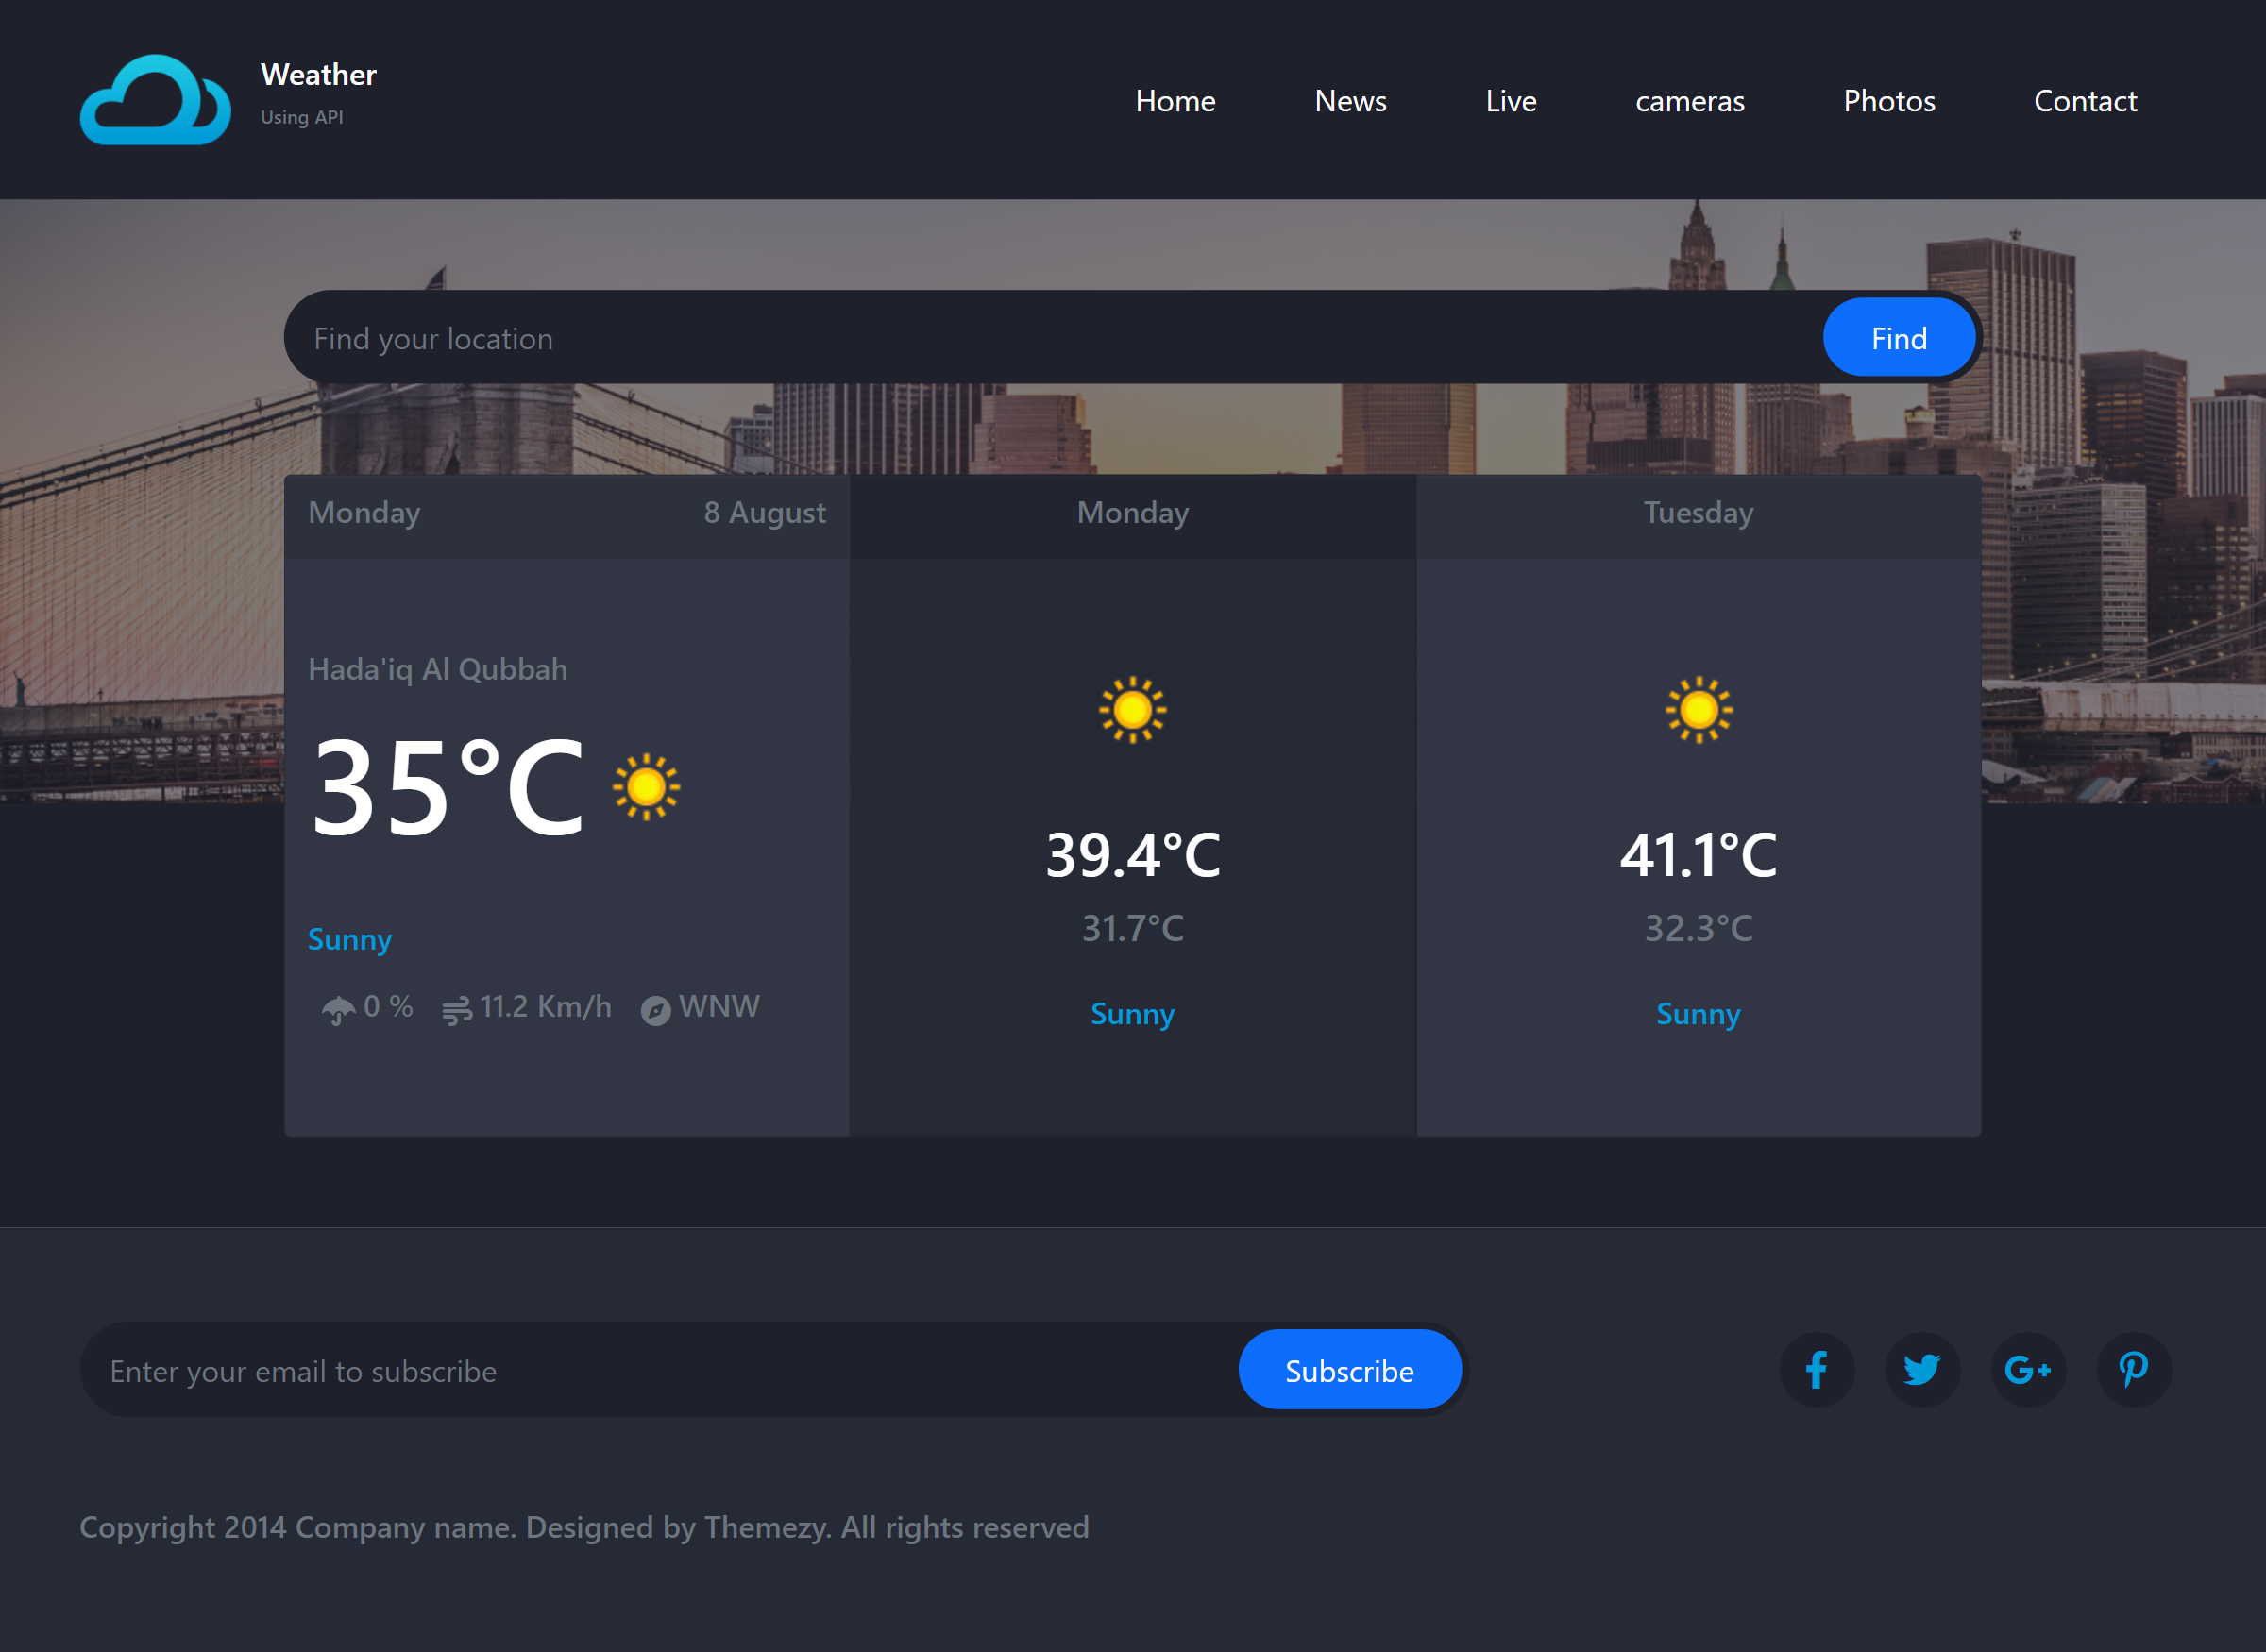 Weather
Using API
Home News Live cameras Photos Contact
Find your location
Find
Monday 8 August
Hada'iq Al Qubbah
35°C
Sunny
0 % 11.2 Km/h WNW
Monday
39.4°C
31.7°C
Sunny
Tuesday
41.1°C
32.3°C
Sunny
Enter your email to subscribe
Subscribe
Copyright 2014 Company name. Designed by Themezy. All rights reserved